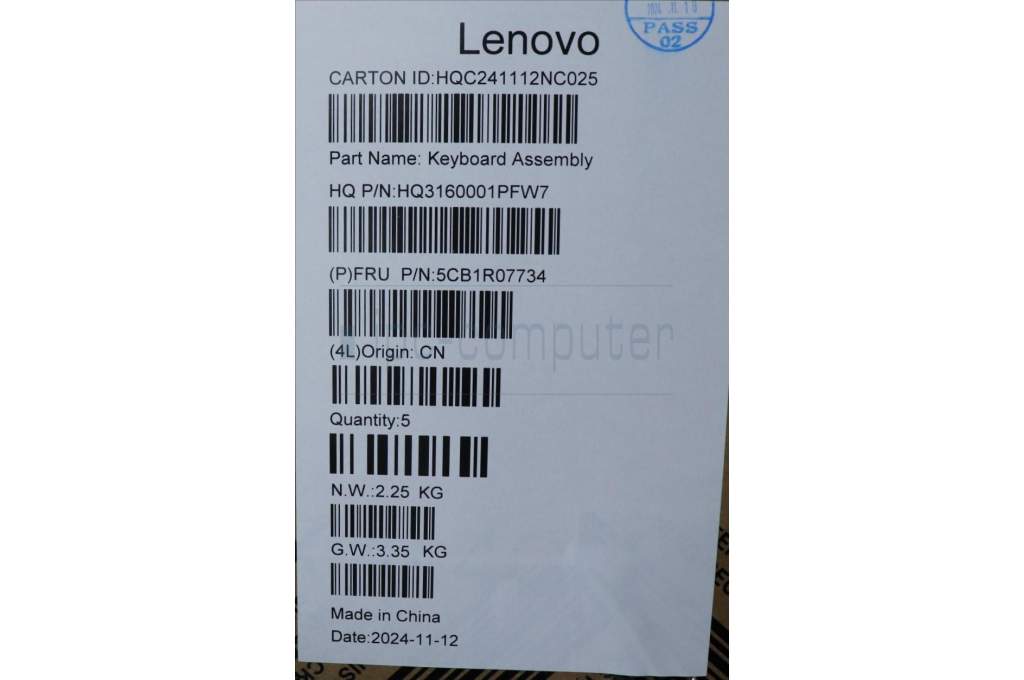 PASS
02
Lenovo
CARTON ID:HQC241112NC025
Part Name: Keyboard Assembly
HQ P/N:HQ3160001PFW7
(P)FRU P/N:5CB1R07734
-computer
(4L)Origin: CN
Quantity:5
N.W.:2.25 KG
G.W.:3.35 KG
Made in China
Date:2024-11-12